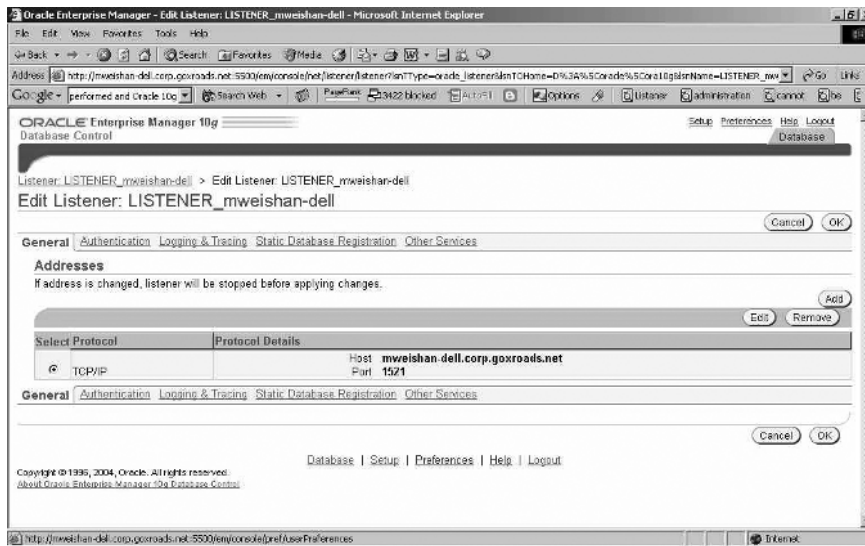 Oracle Enterprise Manager - Edit Listener: LISTENER_mweishan-dell - Microsoft Internet Explorer
File Edit View Favorites Tools Help
Back Search Favorites Media
Address http://mweishan-dell.corp.goxroads.net:5500/em/console/net/listener/listener?lsnTType=oracle_listener&lsnTOHome=D%3A%5Coracle%5Cora10g&lsnName=LISTENER_mw Go Links
Google performed and Oracle 10g Search Web PageRank 3422 blocked AutoFill Options Listener administration cannot be
ORACLE Enterprise Manager 10g Setup Preferences Help Logout
Database Control Database
Listener: LISTENER_mweishan-dell > Edit Listener: LISTENER_mweishan-dell
Edit Listener: LISTENER_mweishan-dell
Cancel OK
General Authentication Logging & Tracing Static Database Registration Other Services
Addresses
If address is changed, listener will be stopped before applying changes.
Add
Edit Remove
Select Protocol Protocol Details
TCP/IP Host mweishan-dell.corp.goxroads.net
Port 1521
General Authentication Logging & Tracing Static Database Registration Other Services
Cancel OK
Database | Setup | Preferences | Help | Logout
Copyright © 1996, 2004, Oracle. All rights reserved.
About Oracle Enterprise Manager 10g Database Control
http://mweishan-dell.corp.goxroads.net:5500/em/console/pref/userPreferences Internet